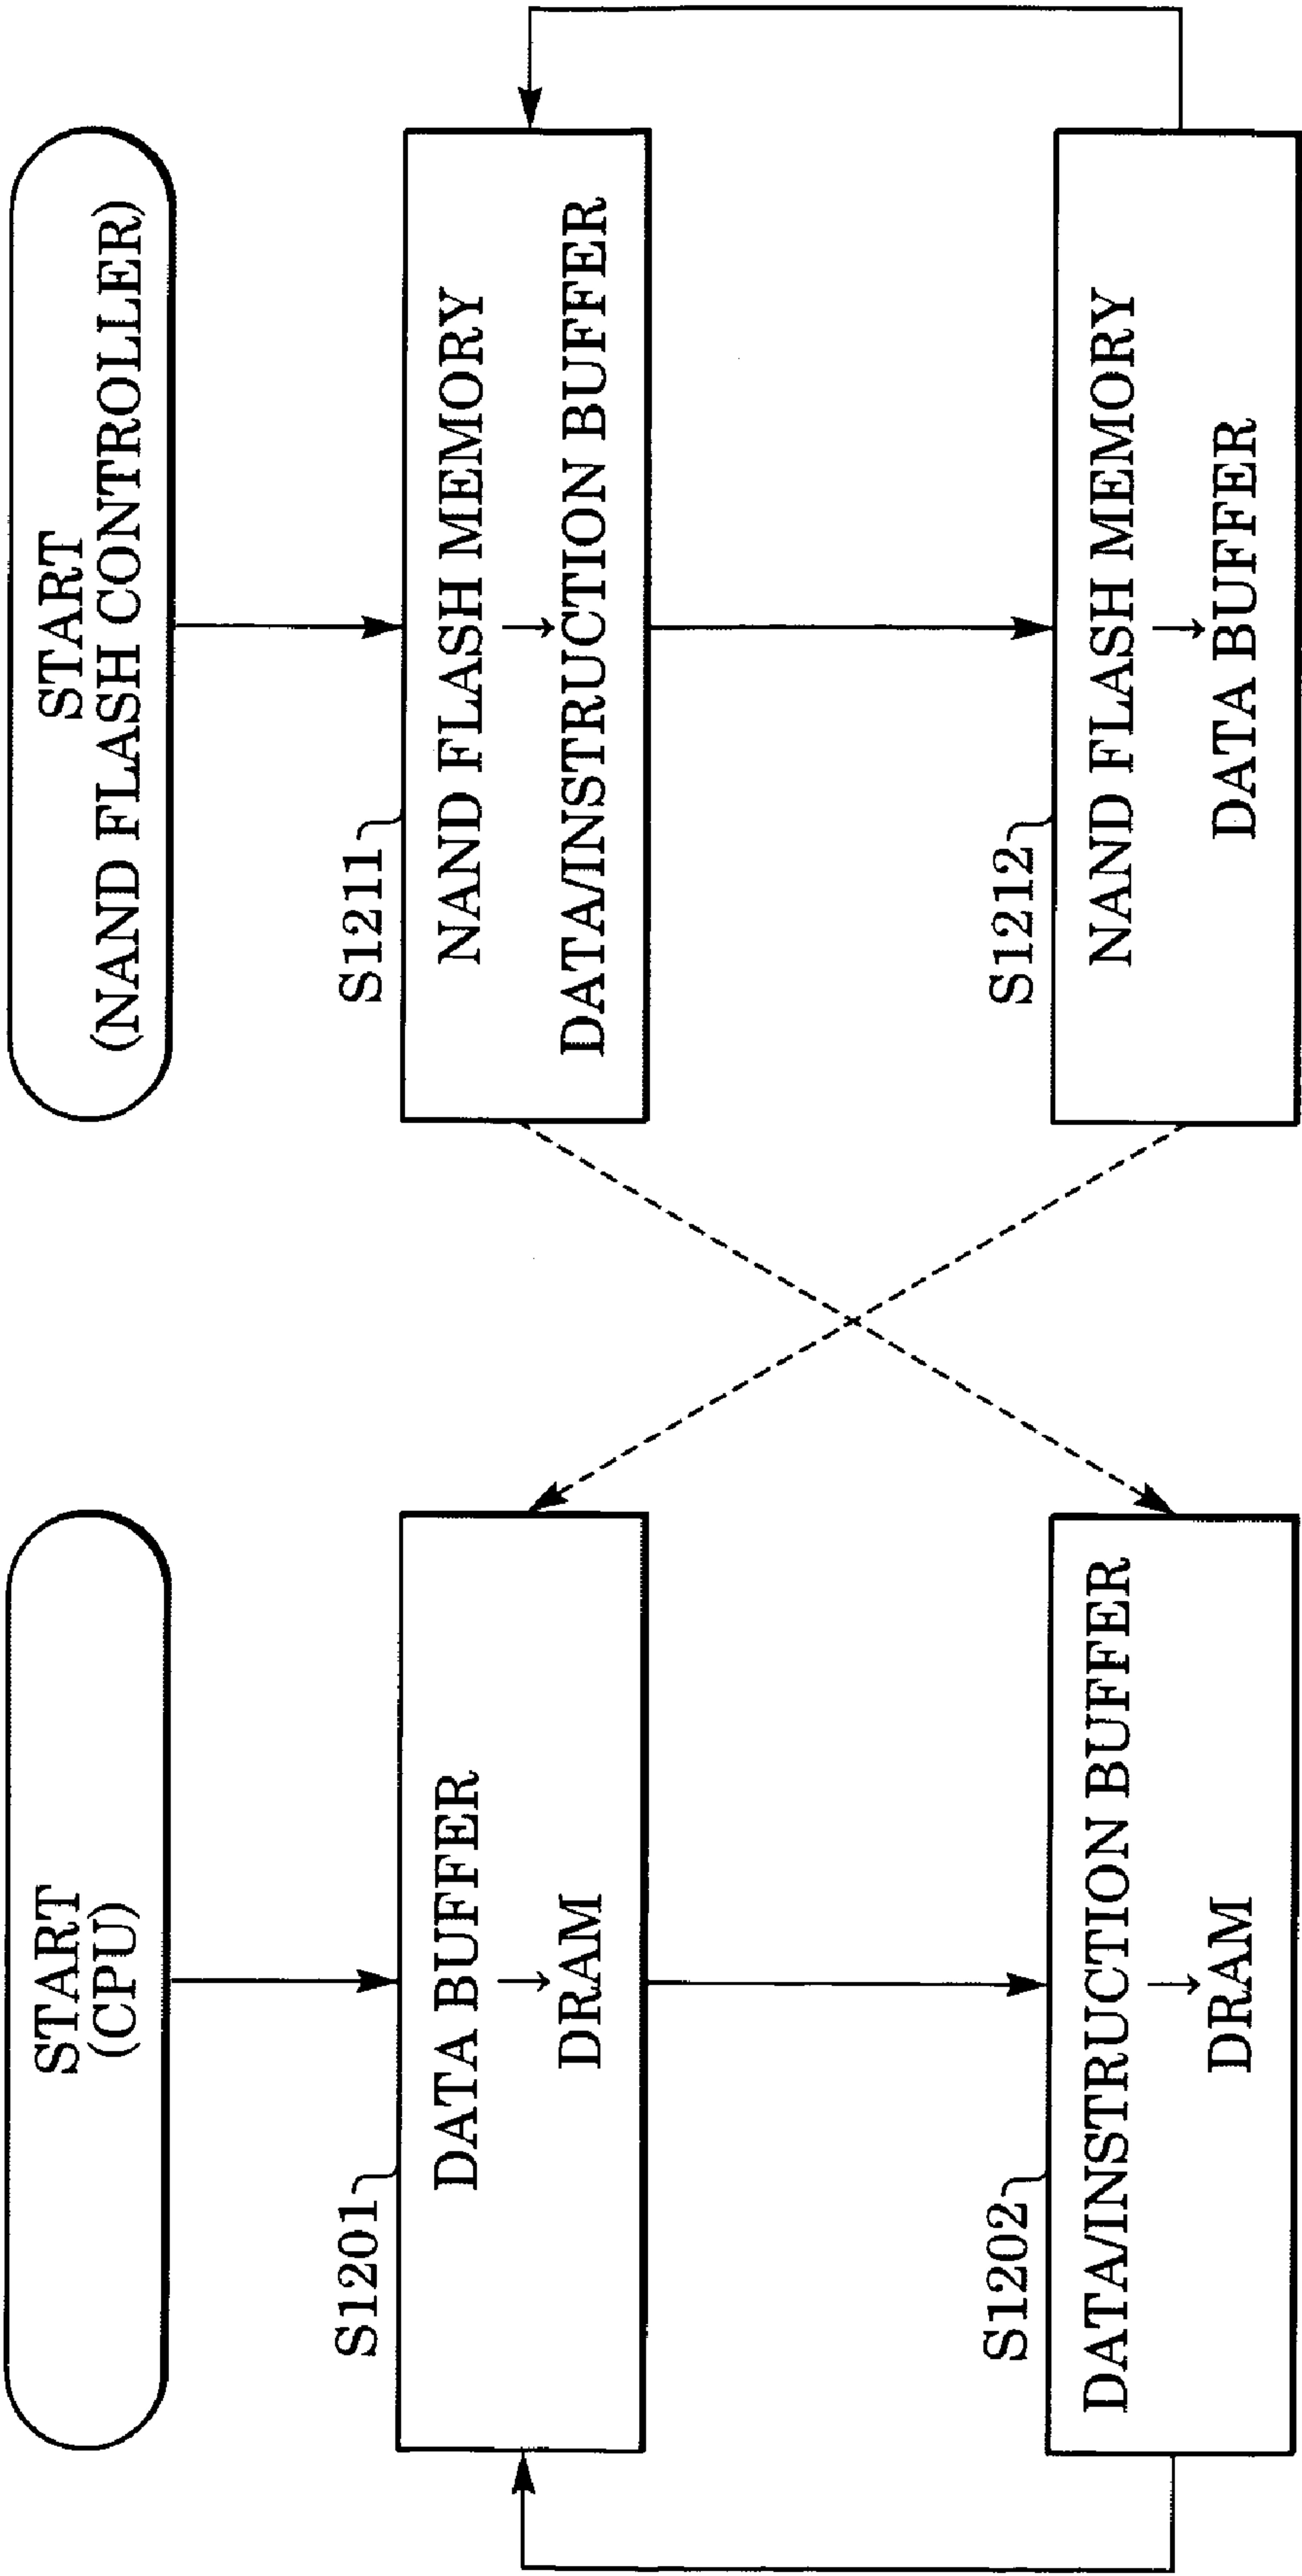 START
(CPU)
S1201
DATA BUFFER
↓
DRAM
S1202
DATA/INSTRUCTION BUFFER
↓
DRAM
START
(NAND FLASH CONTROLLER)
S1211
NAND FLASH MEMORY
↓
DATA/INSTRUCTION BUFFER
S1212
NAND FLASH MEMORY
↓
DATA BUFFER